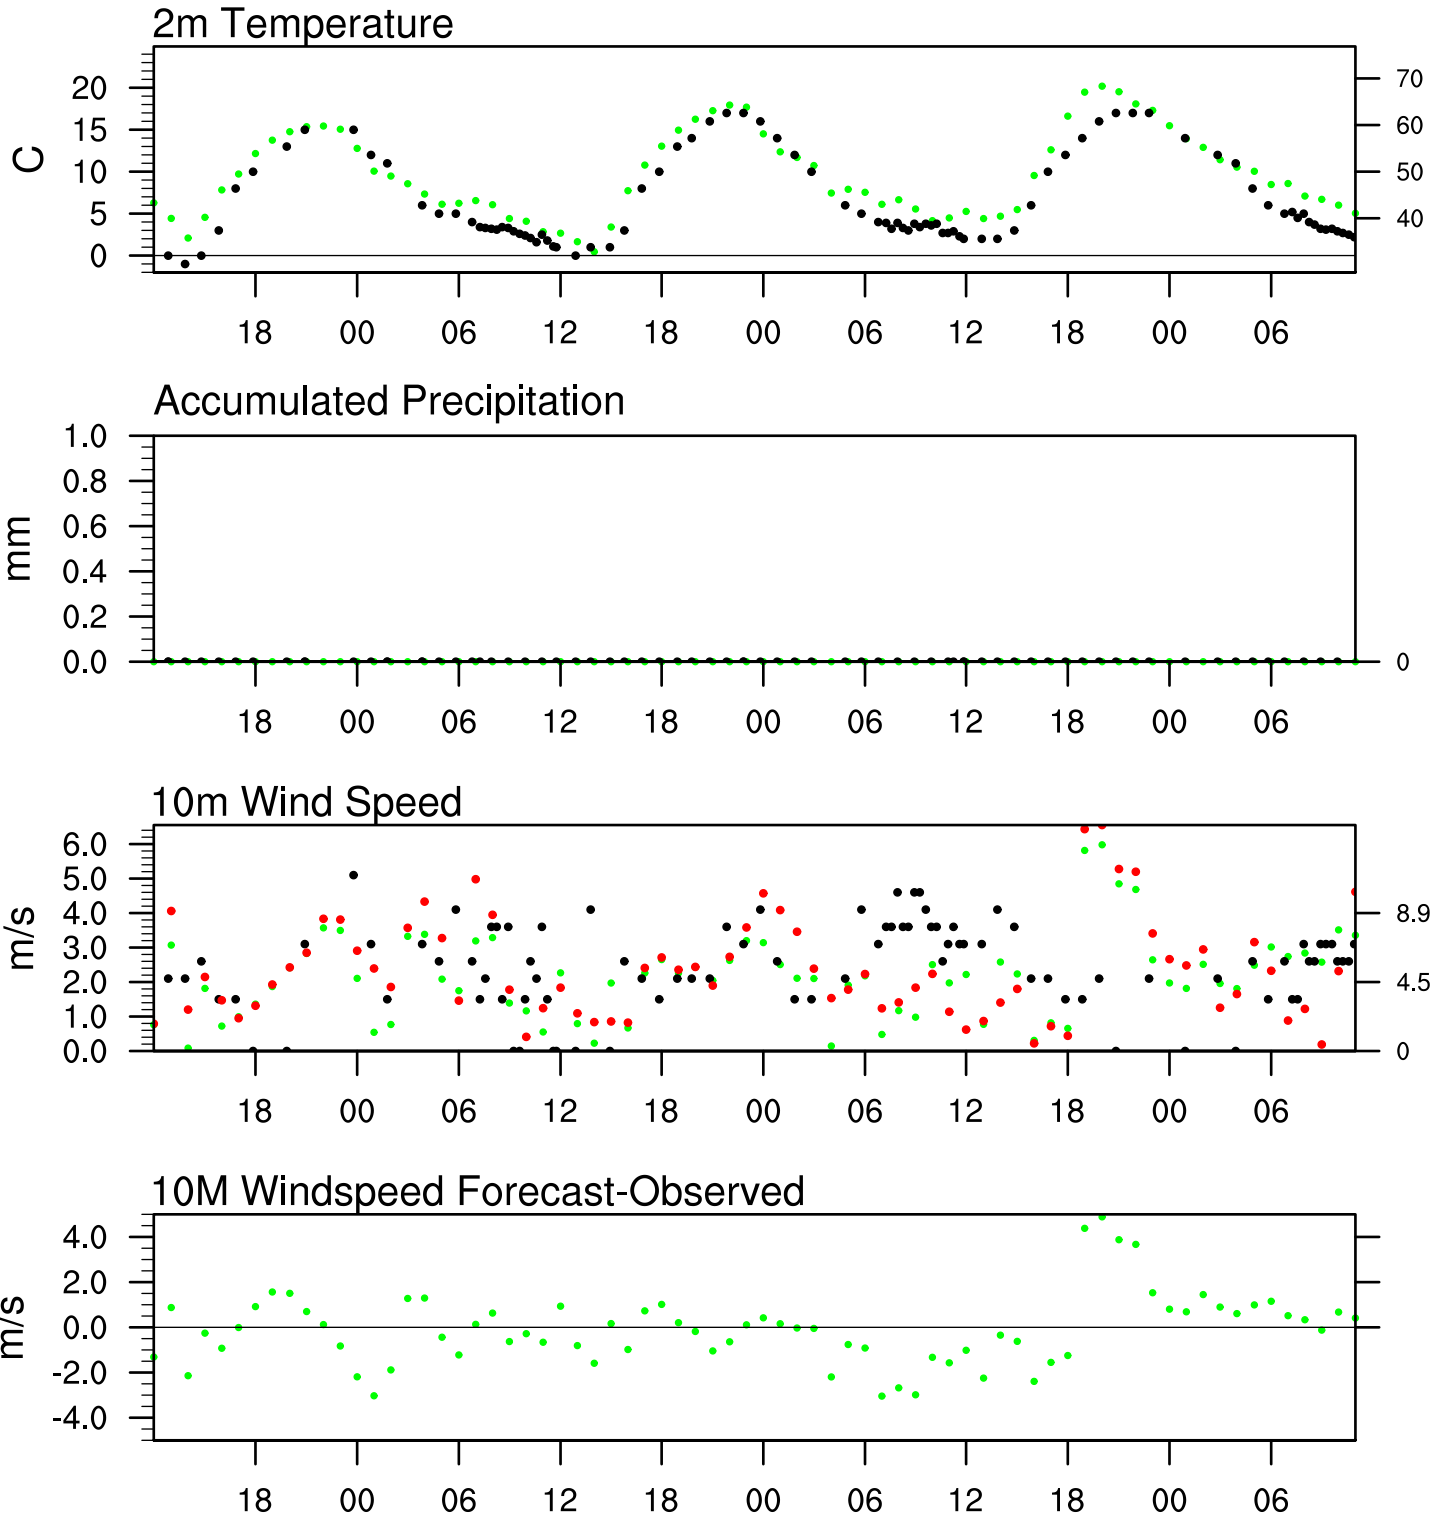 2m Temperature
20
15
10
5
0
C
70
60
50
40
18 00 06 12 18 00 06 12 18 00 06
Accumulated Precipitation
1.0
0.8
0.6
0.4
0.2
0.0
mm
0
18 00 06 12 18 00 06 12 18 00 06
10m Wind Speed
6.0
5.0
4.0
3.0
2.0
1.0
0.0
m/s
8.9
4.5
0
18 00 06 12 18 00 06 12 18 00 06
10M Windspeed Forecast-Observed
4.0
2.0
0.0
-2.0
-4.0
m/s
18 00 06 12 18 00 06 12 18 00 06